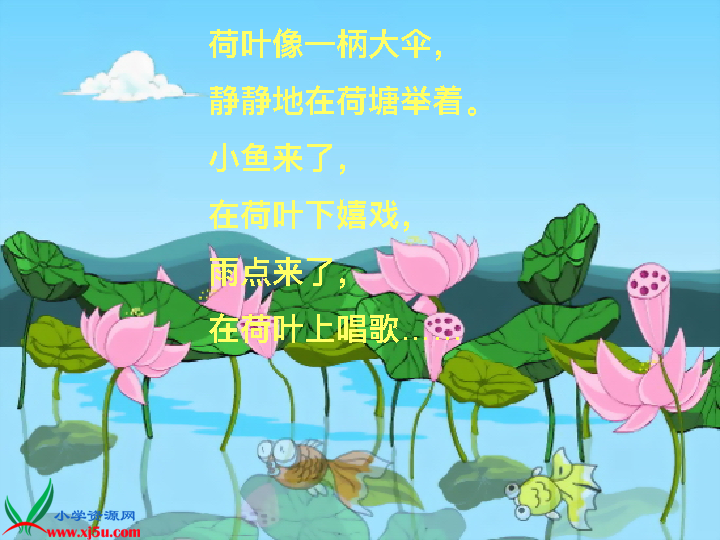 荷叶像一柄大伞，
静静地在荷塘举着。
小鱼来了，
在荷叶下嬉戏，
雨点来了，
在荷叶上唱歌……
小学资源网
www.xj5u.com